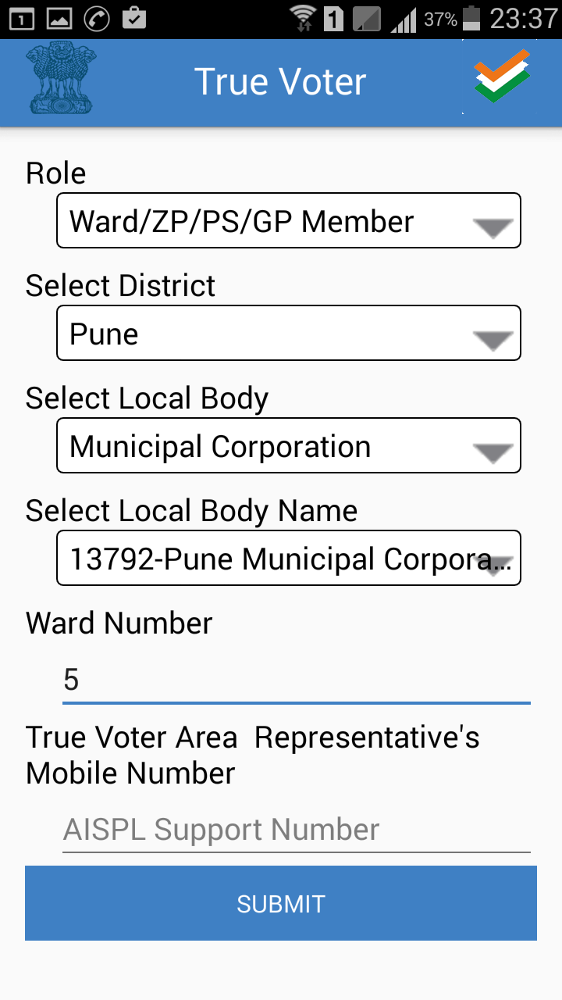 1 1 37% 23:37
True Voter
Role
Ward/ZP/PS/GP Member
Select District
Pune
Select Local Body
Municipal Corporation
Select Local Body Name
13792-Pune Municipal Corpora...
Ward Number
5
True Voter Area  Representative's
Mobile Number
AISPL Support Number
SUBMIT